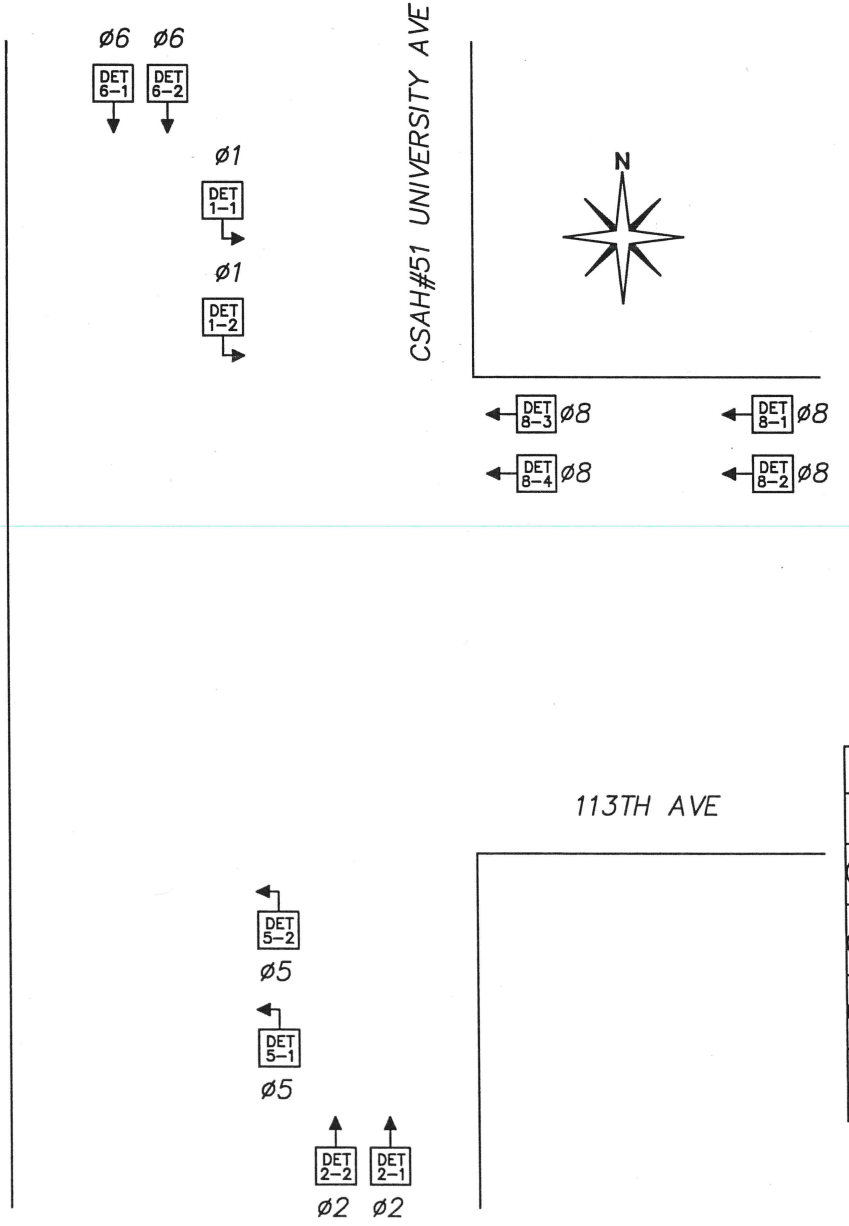 ø6 ø6
DET 6-1
DET 6-2
ø1
DET 1-1
ø1
DET 1-2
CSAH#51 UNIVERSITY AVE
N
DET 8-3 ø8
DET 8-1 ø8
DET 8-4 ø8
DET 8-2 ø8
113TH AVE
DET 5-2
ø5
DET 5-1
ø5
DET 2-2
DET 2-1
ø2 ø2